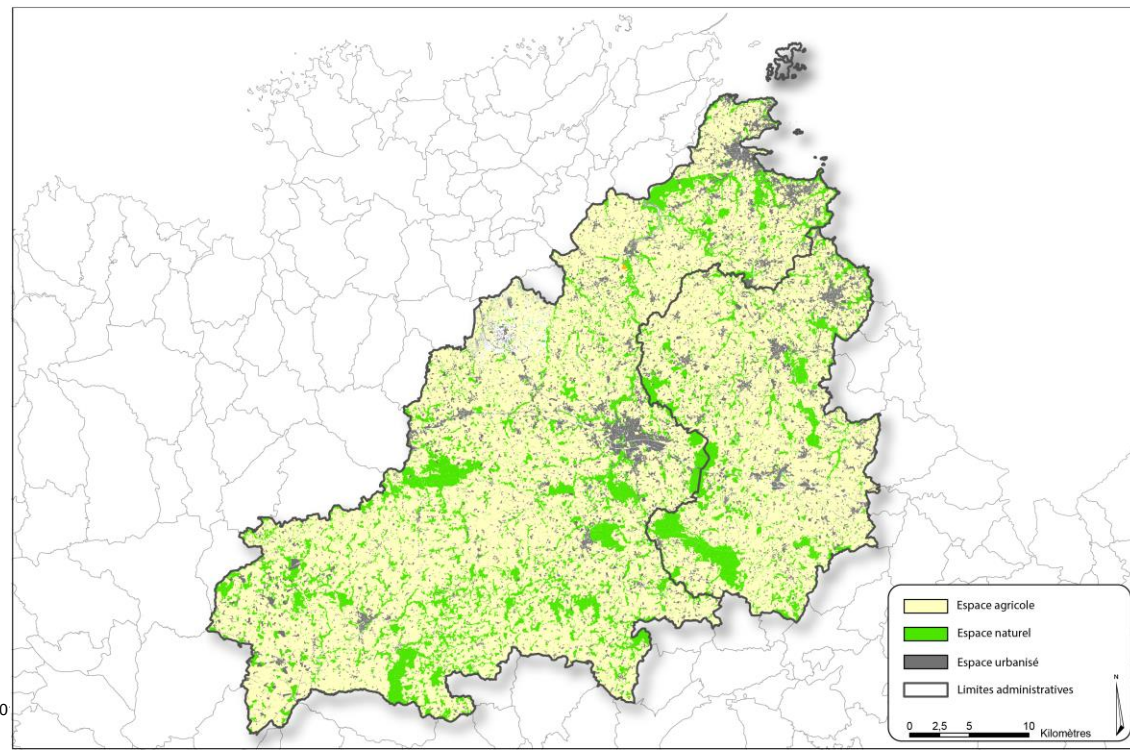 Espace agricole
Espace naturel
Espace urbanisé
Limites administratives
N
0 2,5 5 10 Kilomètres
0